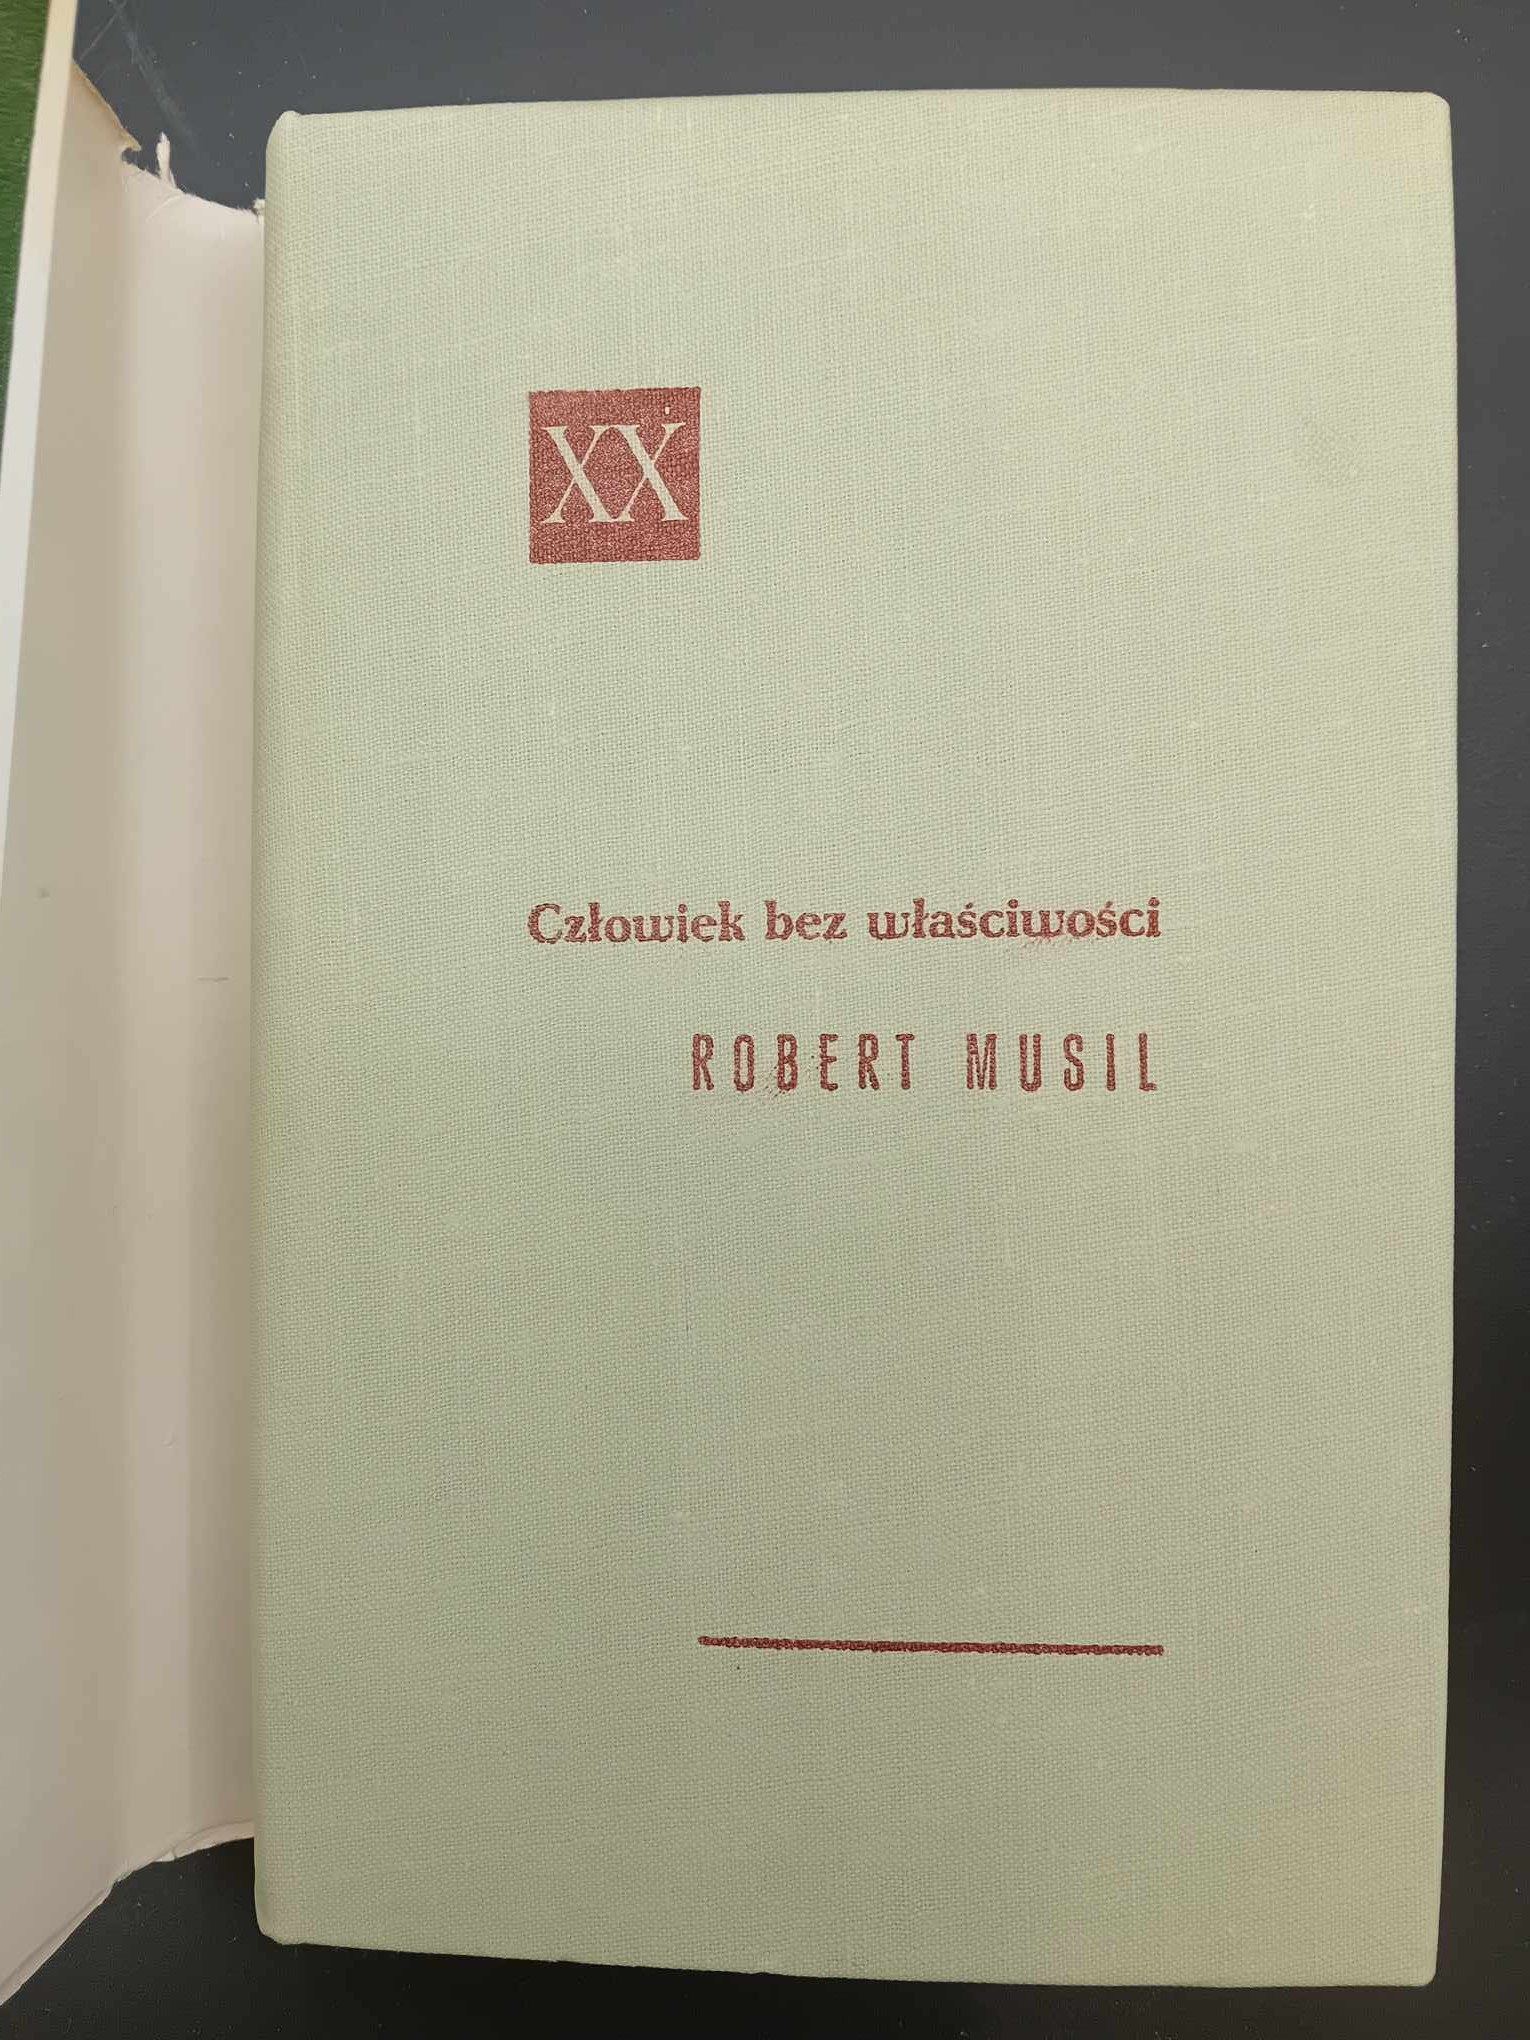 XX
Człowiek bez właściwości
ROBERT MUSIL